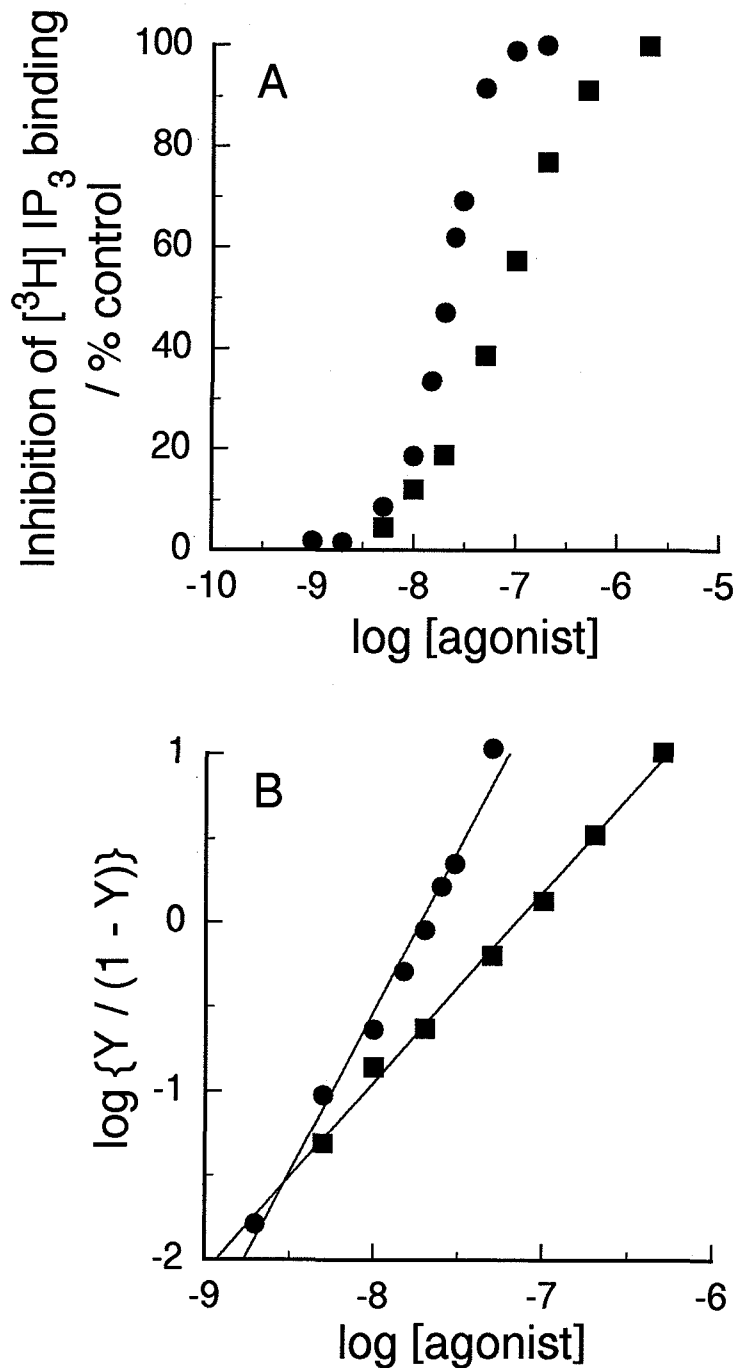 Inhibition of [³H] IP₃ binding
/ % control
A
100
80
60
40
20
0
-10 -9 -8 -7 -6 -5
log [agonist]
log {Y / (1 - Y)}
B
1
0
-1
-2
-9 -8 -7 -6
log [agonist]